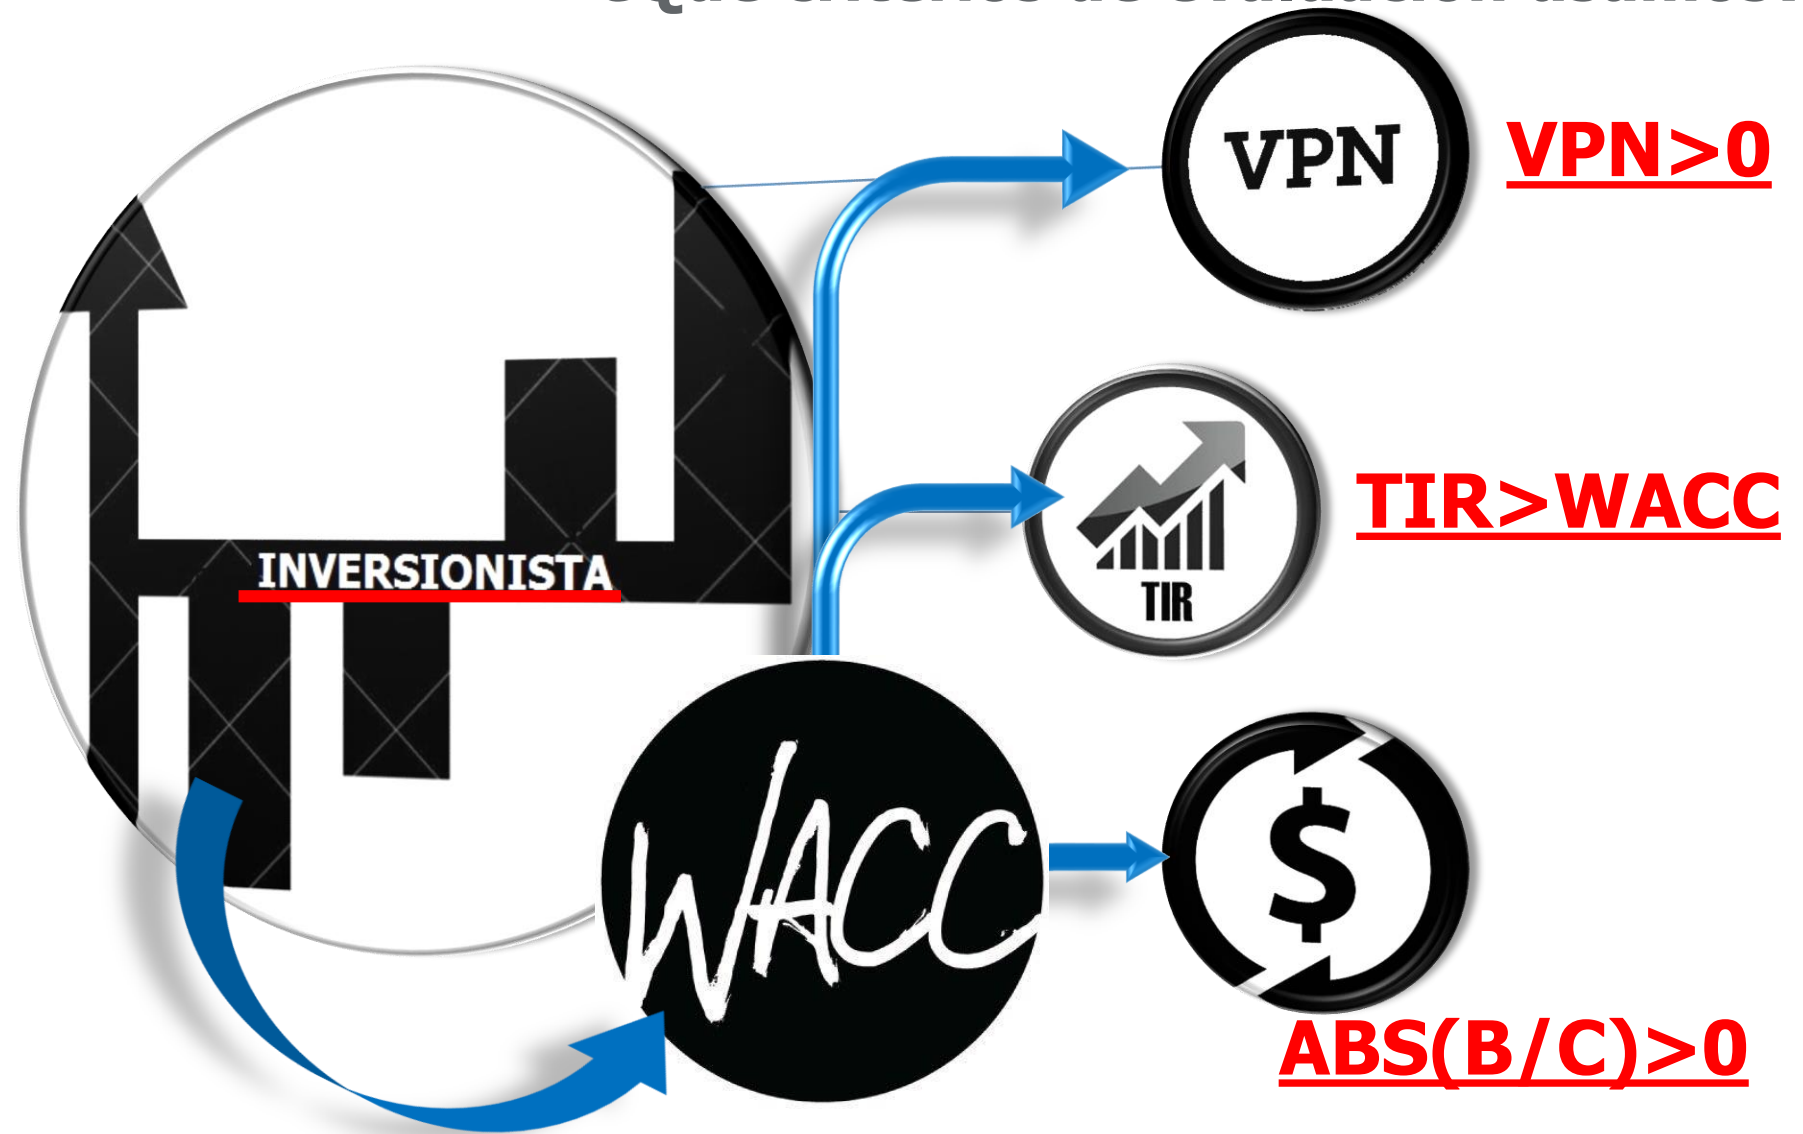 VPN
VPN>0
TIR
TIR>WACC
INVERSIONISTA
WACC
$
ABS(B/C)>0